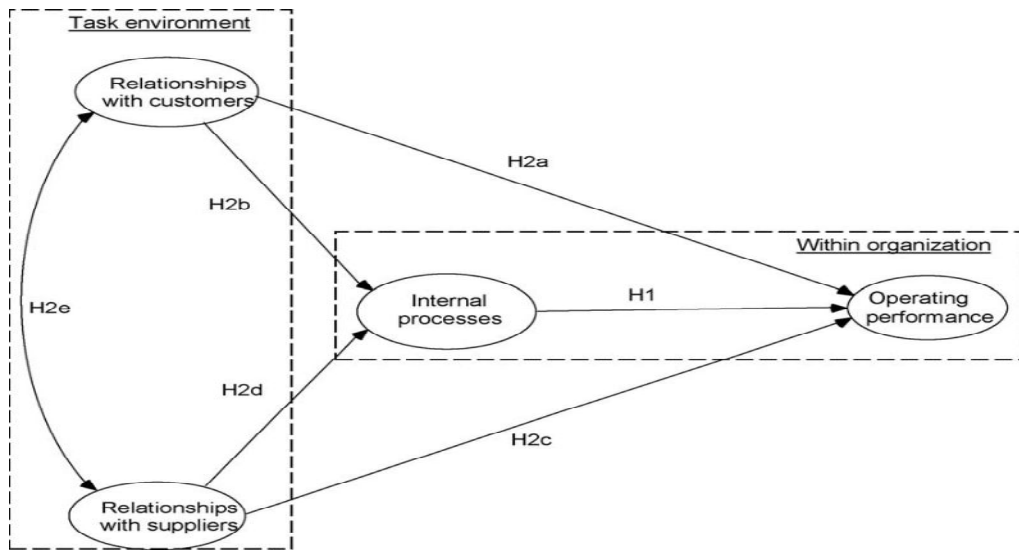 Task environment
Relationships
with customers
H2a
H2b
Within organization
Internal
processes
H1
Operating
performance
H2e
H2d
H2c
Relationships
with suppliers